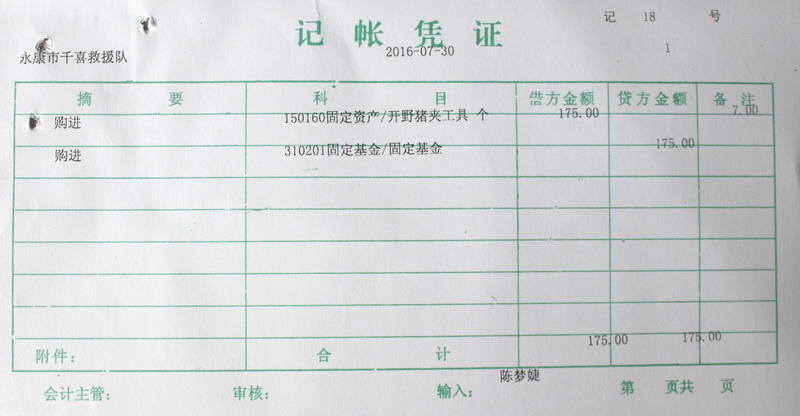 记 帐 凭 证
记 18 号
永康市千喜救援队
2016-07-30
1
摘 要 科 目 借方金额 贷方金额 备 注
购进 150160固定资产/开野猪夹工具 个 175.00 7.00
购进 310201固定基金/固定基金 175.00
附件： 合 计 175.00 175.00
会计主管： 审核： 输入： 陈梦婕 第 页共 页